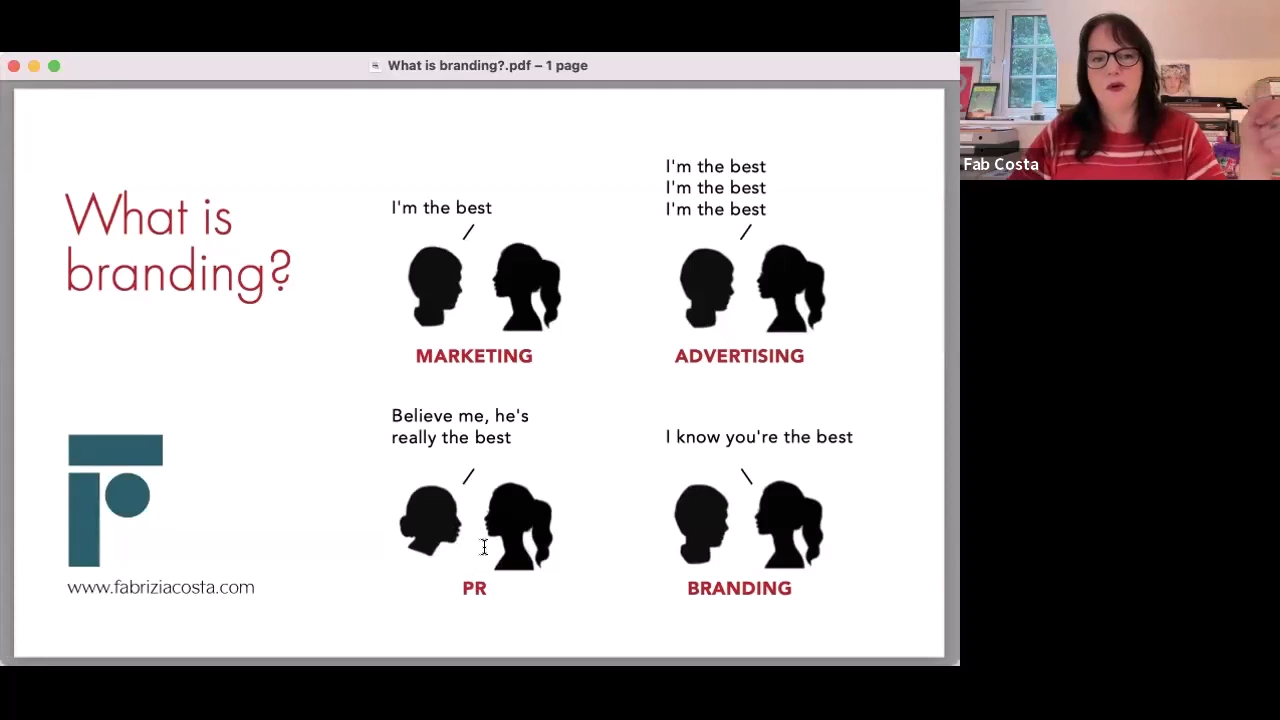 What is branding?.pdf – 1 page
Fab Costa
What is
branding?
I'm the best
MARKETING
I'm the best
I'm the best
I'm the best
ADVERTISING
Believe me, he's
really the best
PR
I know you're the best
BRANDING
www.fabriziacosta.com